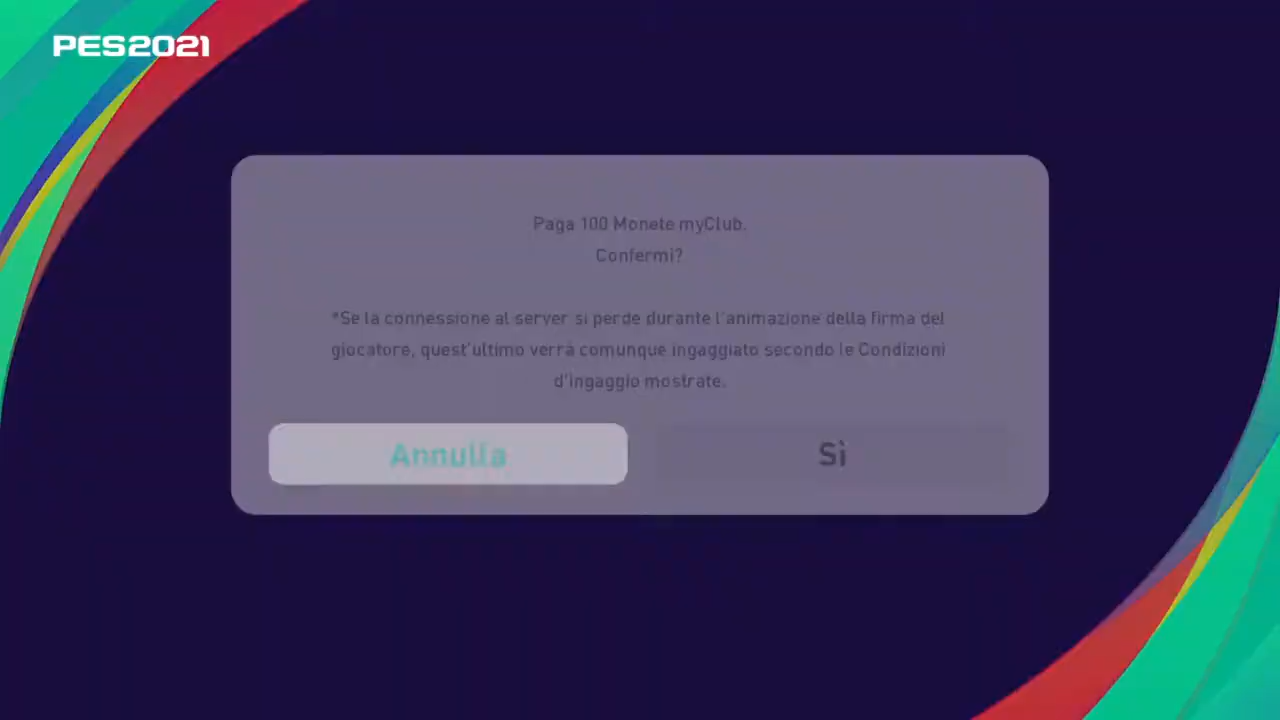 PES2021
Paga 100 Monete myClub.
Confermi?
*Se la connessione al server si perde durante l'animazione della firma del
giocatore, quest'ultimo verrà comunque ingaggiato secondo le Condizioni
d'ingaggio mostrate.
Annulla
Sì